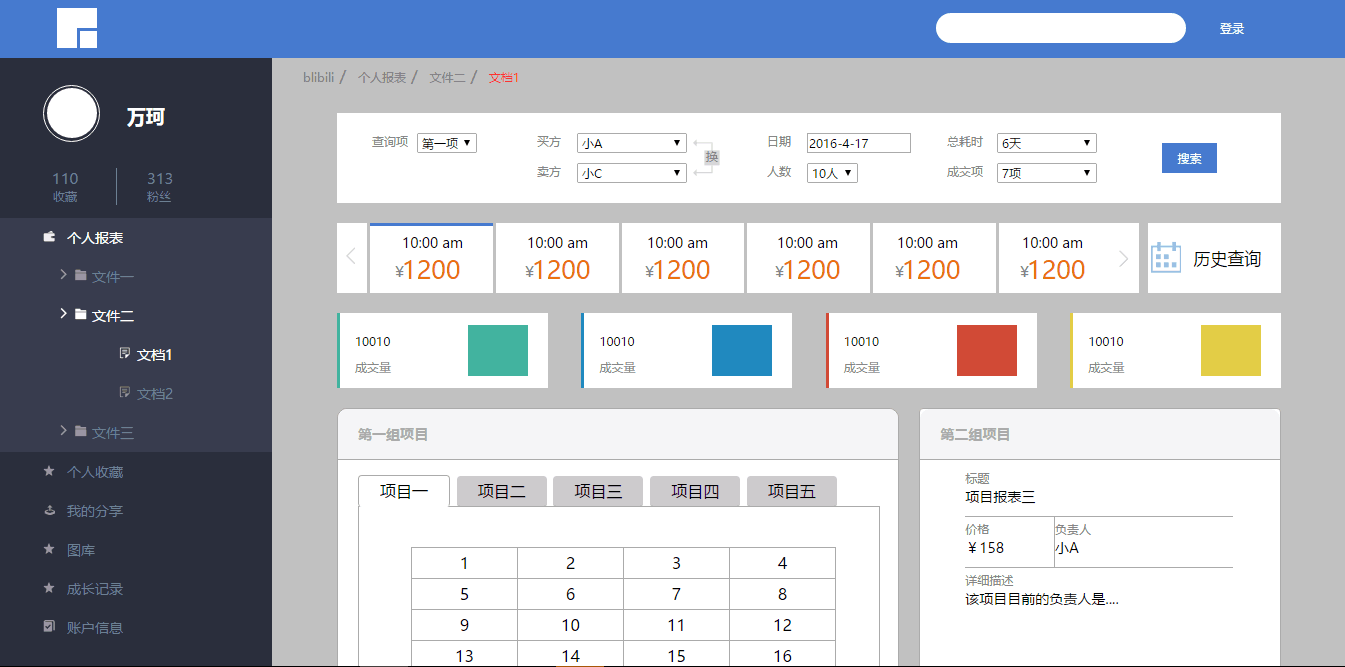 登录
万珂
110 313
收藏 粉丝
个人报表
文件一
文件二
文档1
文档2
文件三
个人收藏
我的分享
图库
成长记录
账户信息
blibili / 个人报表 / 文件二 / 文档1
查询项 第一项 买方 小A 日期 2016-4-17 总耗时 6天
换 搜索
卖方 小C 人数 10人 成交项 7项
10:00 am 10:00 am 10:00 am 10:00 am 10:00 am 10:00 am
¥1200 ¥1200 ¥1200 ¥1200 ¥1200 ¥1200
历史查询
10010 10010 10010 10010
成交量 成交量 成交量 成交量
第一组项目
项目一 项目二 项目三 项目四 项目五
1 2 3 4
5 6 7 8
9 10 11 12
13 14 15 16
第二组项目
标题
项目报表三
价格 负责人
￥158 小A
详细描述
该项目目前的负责人是....